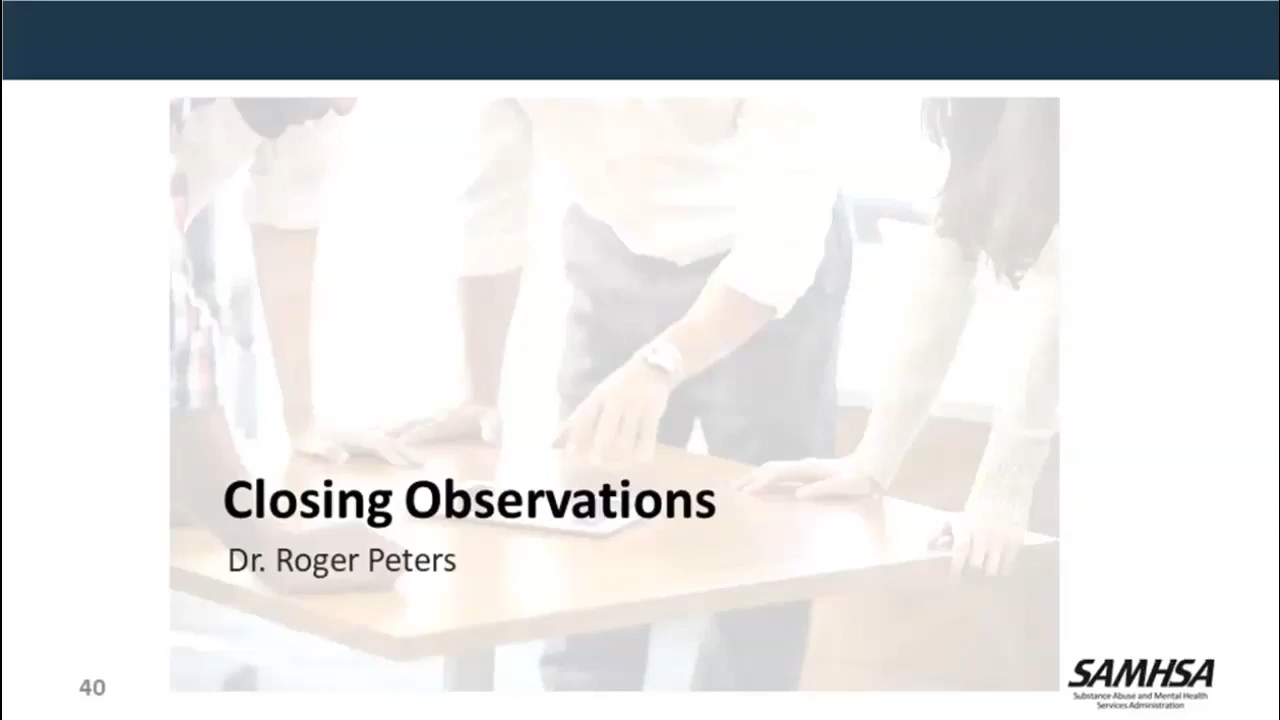 Closing Observations
Dr. Roger Peters
40
SAMHSA
Substance Abuse and Mental Health
Services Administration